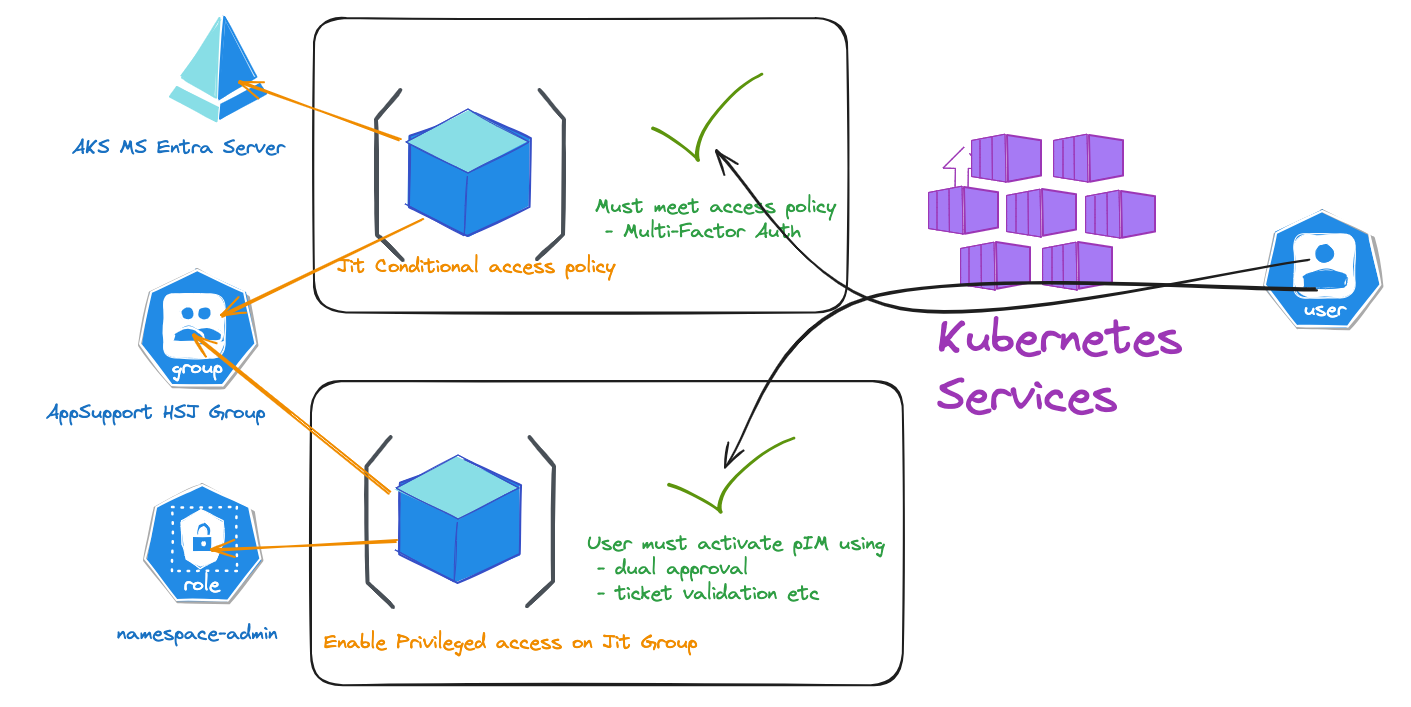 AKS MS Entra Server
Must meet access policy
- Multi-Factor Auth
Jit Conditional access policy
user
group
Kubernetes
Services
AppSupport HSJ Group
User must activate pIM using
- dual approval
- ticket validation etc
role
namespace-admin
Enable Privileged access on Jit Group